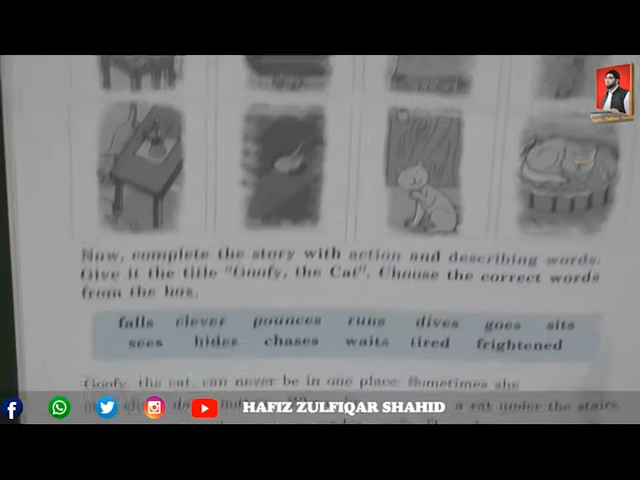 Now, complete the story with action and describing words.
Give it the title "Goofy, the Cat". Choose the correct words
from the box.
falls clever pounces runs dives goes sits
sees hides chases waits tired frightened
Goofy, the cat, can never be in one place. Sometimes she
a rat under the stairs.
HAFIZ ZULFIQAR SHAHID